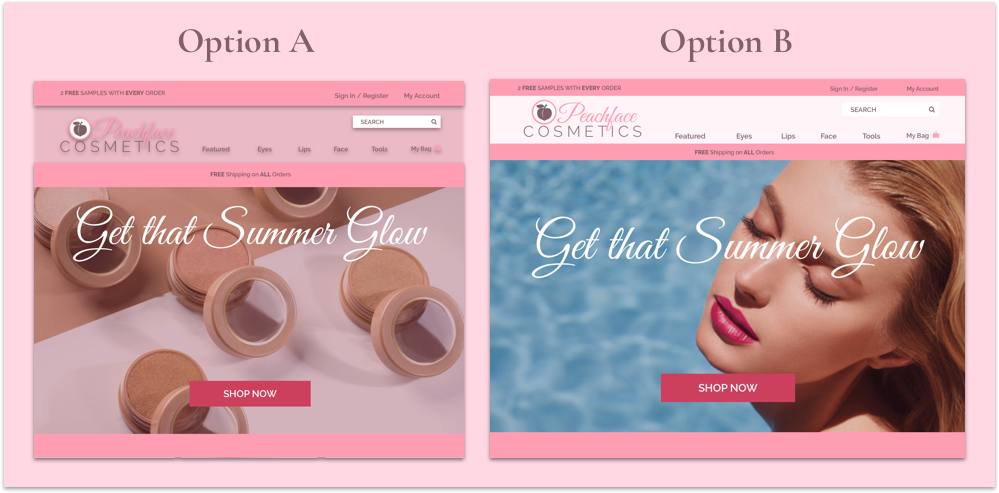 Option A
2 FREE SAMPLES WITH EVERY ORDER
Sign In / Register My Account
Peachface
COSMETICS
SEARCH
Featured Eyes Lips Face Tools My Bag
FREE Shipping on ALL Orders
Get that Summer Glow
SHOP NOW
Option B
2 FREE SAMPLES WITH EVERY ORDER
Sign In / Register My Account
Peachface
COSMETICS
SEARCH
Featured Eyes Lips Face Tools My Bag
FREE Shipping on ALL Orders
Get that Summer Glow
SHOP NOW